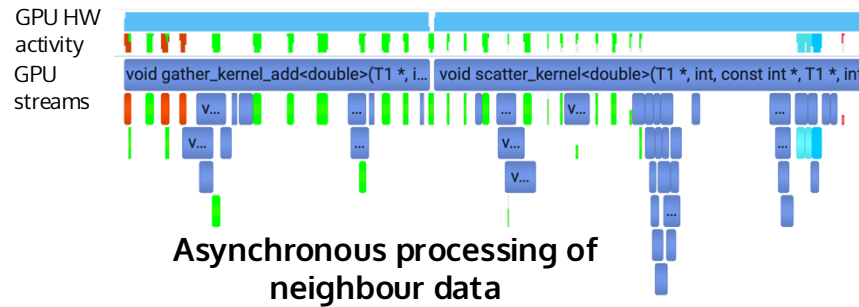 GPU HW
activity
GPU
streams
void gather_kernel_add<double>(T1 *, i...
void scatter_kernel<double>(T1 *, int, const int *, T1 *, int
v... ... ... v... ...
v... ... v... ...
v...
...
Asynchronous processing of
neighbour data